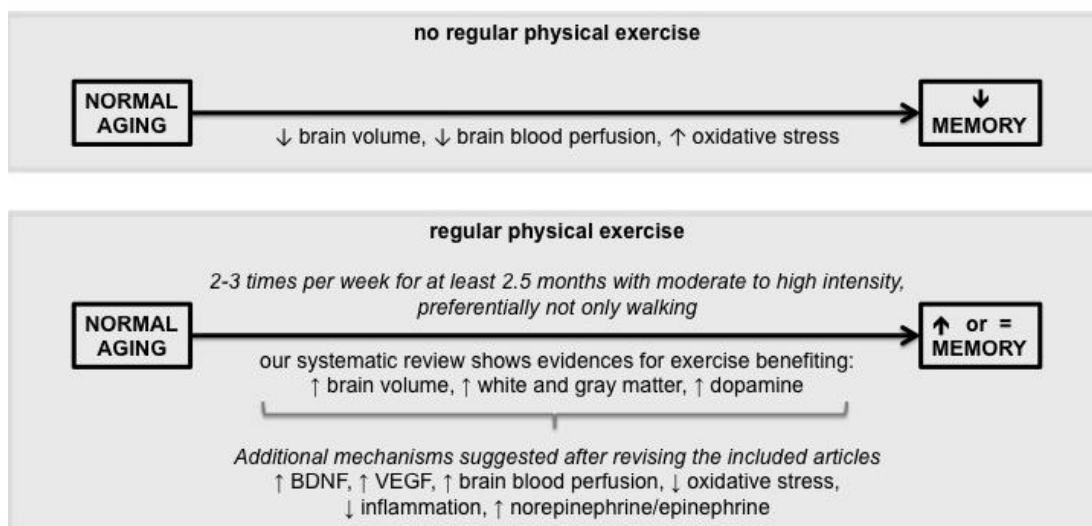 no regular physical exercise
NORMAL
AGING
↓
MEMORY
↓ brain volume, ↓ brain blood perfusion, ↑ oxidative stress
regular physical exercise
2-3 times per week for at least 2.5 months with moderate to high intensity,
preferentially not only walking
NORMAL
AGING
↑ or =
MEMORY
our systematic review shows evidences for exercise benefiting:
↑ brain volume, ↑ white and gray matter, ↑ dopamine
Additional mechanisms suggested after revising the included articles
↑ BDNF, ↑ VEGF, ↑ brain blood perfusion, ↓ oxidative stress,
↓ inflammation, ↑ norepinephrine/epinephrine